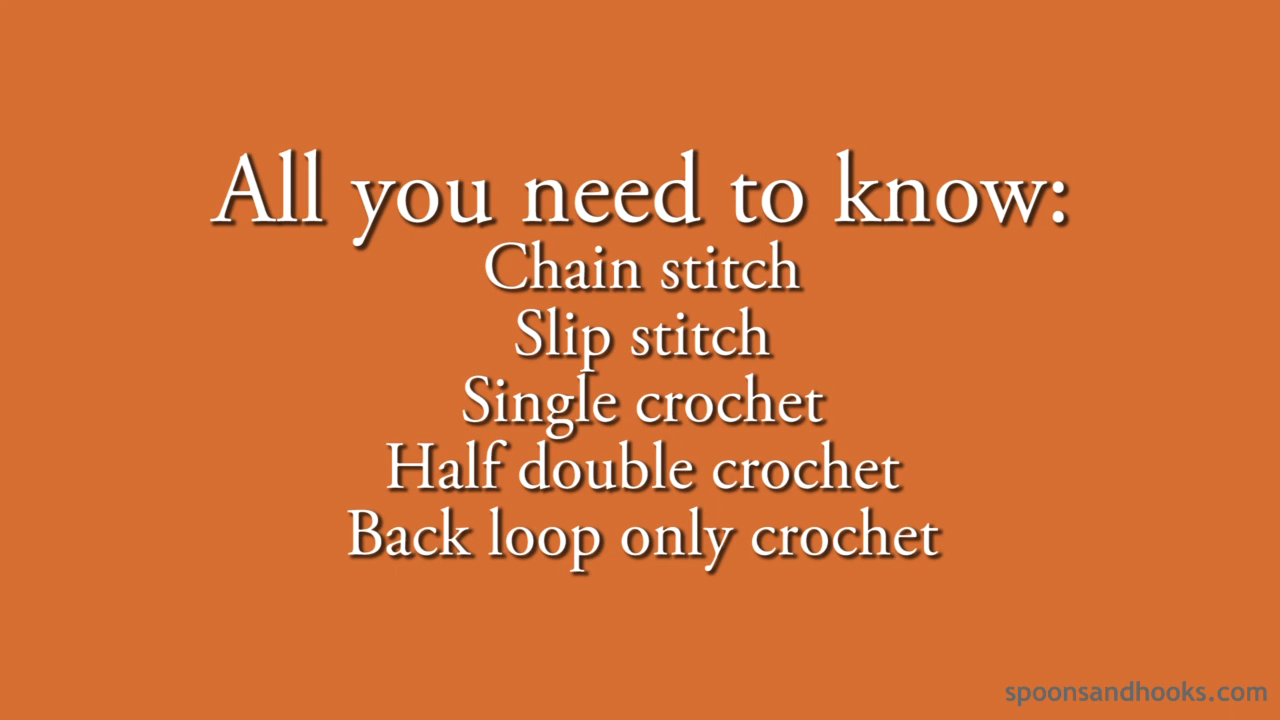 All you need to know:
Chain stitch
Slip stitch
Single crochet
Half double crochet
Back loop only crochet
spoonsandhooks.com